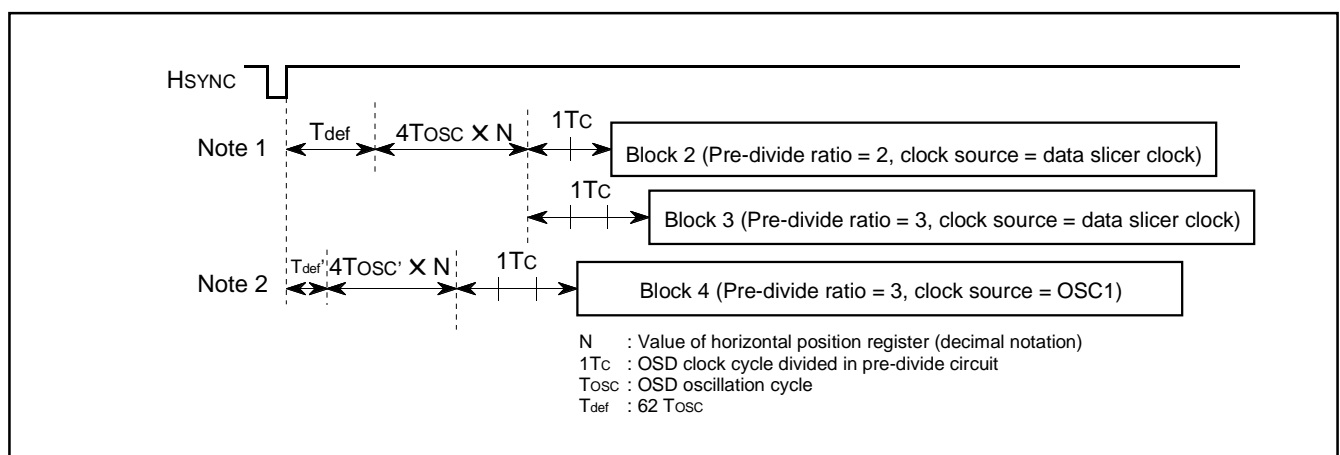 HSYNC
Note 1
Tdef
4TOSC X N
1TC
Block 2 (Pre-divide ratio = 2, clock source = data slicer clock)
1TC
Block 3 (Pre-divide ratio = 3, clock source = data slicer clock)
Note 2
Tdef'
4TOSC' X N
1TC
Block 4 (Pre-divide ratio = 3, clock source = OSC1)
N : Value of horizontal position register (decimal notation)
1TC : OSD clock cycle divided in pre-divide circuit
TOSC : OSD oscillation cycle
Tdef : 62 TOSC